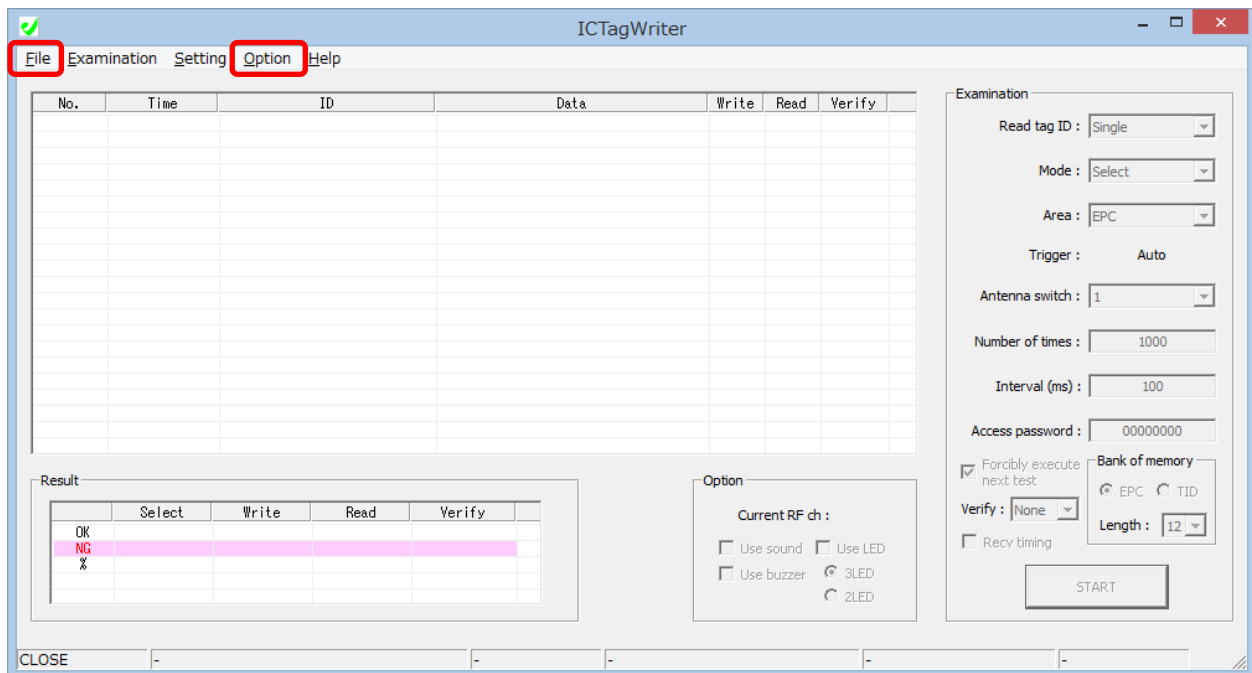 ICTagWriter
File Examination Setting Option Help
No. Time ID Data Write Read Verify
Examination
Read tag ID : Single
Mode : Select
Area : EPC
Trigger : Auto
Antenna switch : 1
Number of times : 1000
Interval (ms) : 100
Access password : 00000000
Forcibly execute
next test
Verify : None
Recv timing
Bank of memory
EPC TID
Length : 12
START
Result
Select Write Read Verify
OK
NG
%
Option
Current RF ch :
Use sound Use LED
Use buzzer 3LED
2LED
CLOSE - - - - -